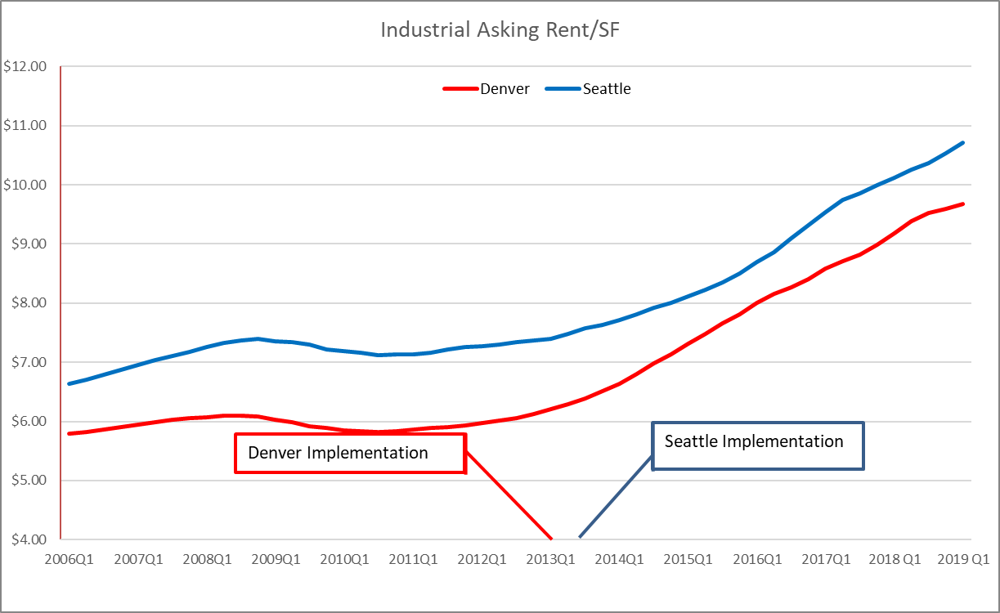 Industrial Asking Rent/SF
$12.00
Denver
Seattle
$11.00
$10.00
$9.00
$8.00
$7.00
$6.00
Denver Implementation
Seattle Implementation
$5.00
$4.00
2006Q1 2007Q1 2008Q1 2009Q1 2010Q1 2011Q1 2012Q1 2013Q1 2014Q1 2015Q1 2016Q1 2017Q1 2018 Q1 2019 Q1